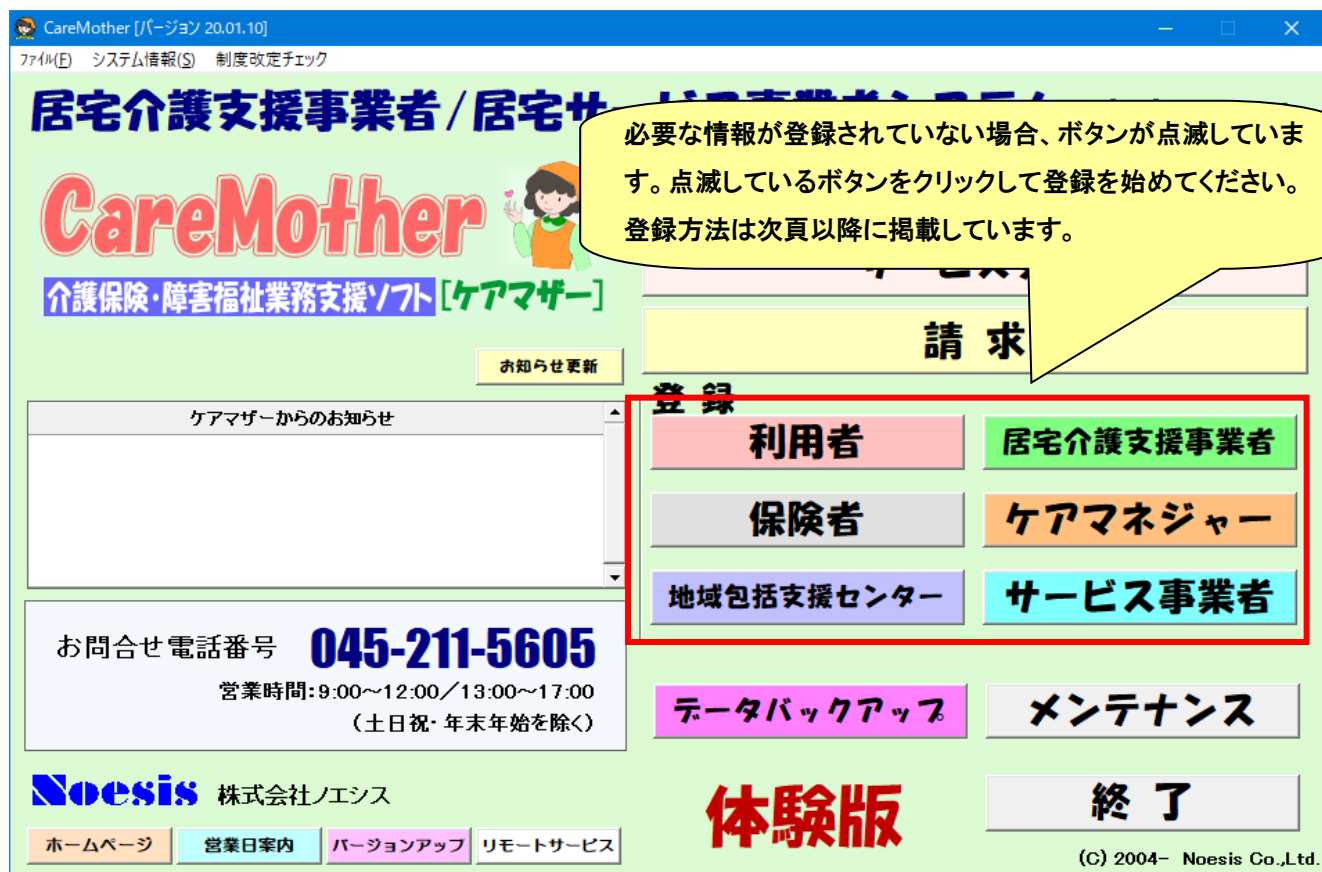 CareMother [バージョン 20.01.10]
ファイル(F) システム情報(S) 制度改定チェック
居宅介護支援事業者/居宅サ
必要な情報が登録されていない場合、ボタンが点滅していま
す。点滅しているボタンをクリックして登録を始めてください。
登録方法は次頁以降に掲載しています。
CareMother
介護保険・障害福祉業務支援ソフト[ケアマザー]
請 求
お知らせ更新
登 録
ケアマザーからのお知らせ
利用者
居宅介護支援事業者
保険者
ケアマネジャー
地域包括支援センター
サービス事業者
お問合せ電話番号 045-211-5605
営業時間:9:00~12:00/13:00~17:00
(土日祝・年末年始を除く)
データバックアップ
メンテナンス
Noesis 株式会社ノエシス
体験版
終 了
ホームページ 営業日案内 バージョンアップ リモートサービス
(C) 2004- Noesis Co.,Ltd.